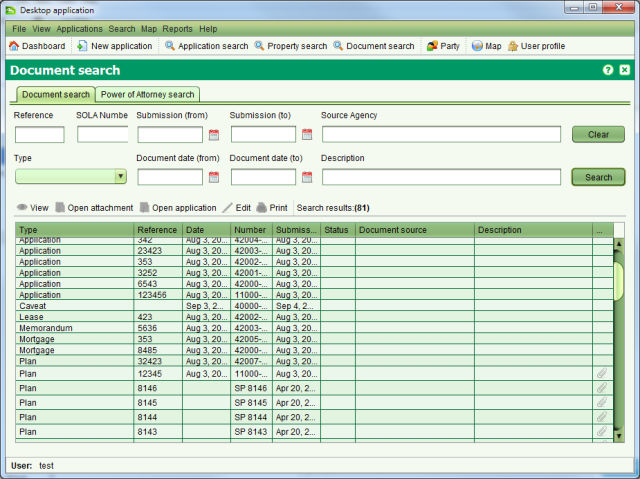 Desktop application
File View Applications Search Map Reports Help
Dashboard New application Application search Property search Document search Party Map User profile
Document search
Document search Power of Attorney search
Reference SOLA Numbe Submission (from) Submission (to) Source Agency
Clear
Type Document date (from) Document date (to) Description
Search
View Open attachment Open application Edit Print Search results:(81)
Type Reference Date Number Submiss... Status Document source Description ...
Application 342 Aug 3, 20... 42004-... Aug 3, 20...
Application 23423 Aug 3, 20... 42003-... Aug 3, 20...
Application 353 Aug 3, 20... 42002-... Aug 3, 20...
Application 3252 Aug 3, 20... 42001-... Aug 3, 20...
Application 6543 Aug 3, 20... 42000-... Aug 3, 20...
Application 123456 Aug 3, 20... 11000-... Aug 3, 20...
Caveat Sep 3, 2... 40000-... Sep 4, 2...
Lease 423 Aug 3, 20... 42002-... Aug 3, 20...
Memorandum 5636 Aug 3, 20... 42003-... Aug 3, 20...
Mortgage 353 Aug 3, 20... 42005-... Aug 3, 20...
Mortgage 8485 Aug 3, 20... 42000-... Aug 3, 20...
Plan 32423 Aug 3, 20... 42007-... Aug 3, 20...
Plan 12345 Aug 3, 20... 11000-... Aug 3, 20...
Plan 8146 SP 8146 Apr 20, 2...
Plan 8145 SP 8145 Apr 20, 2...
Plan 8144 SP 8144 Apr 20, 2...
Plan 8143 SP 8143 Apr 20, 2...
User: test